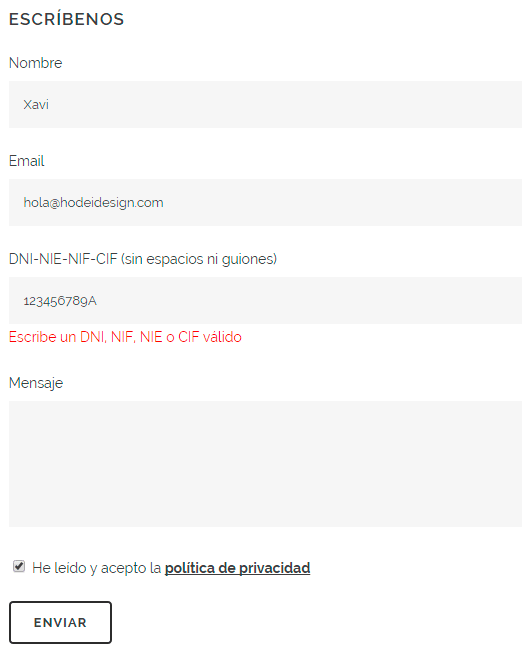 ESCRÍBENOS
Nombre
Xavi
Email
hola@hodeidesign.com
DNI-NIE-NIF-CIF (sin espacios ni guiones)
123456789A
Escribe un DNI, NIF, NIE o CIF válido
Mensaje
He leído y acepto la política de privacidad
ENVIAR